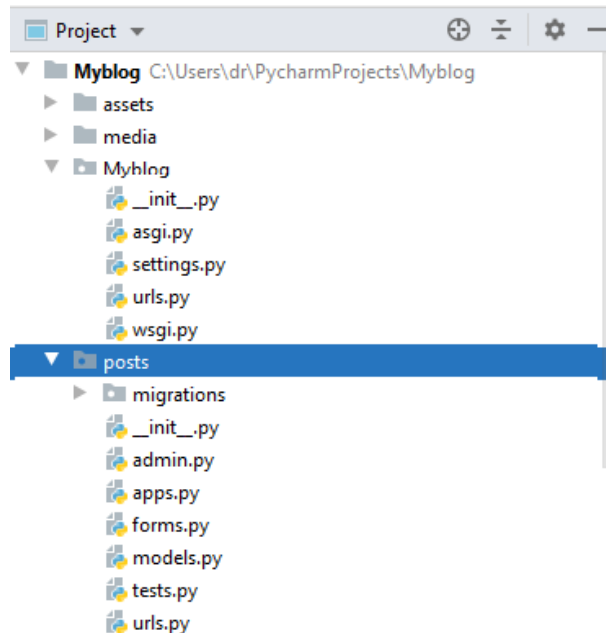 Project
Myblog C:\Users\dr\PycharmProjects\Myblog
assets
media
Myblog
__init__.py
asgi.py
settings.py
urls.py
wsgi.py
posts
migrations
__init__.py
admin.py
apps.py
forms.py
models.py
tests.py
urls.py